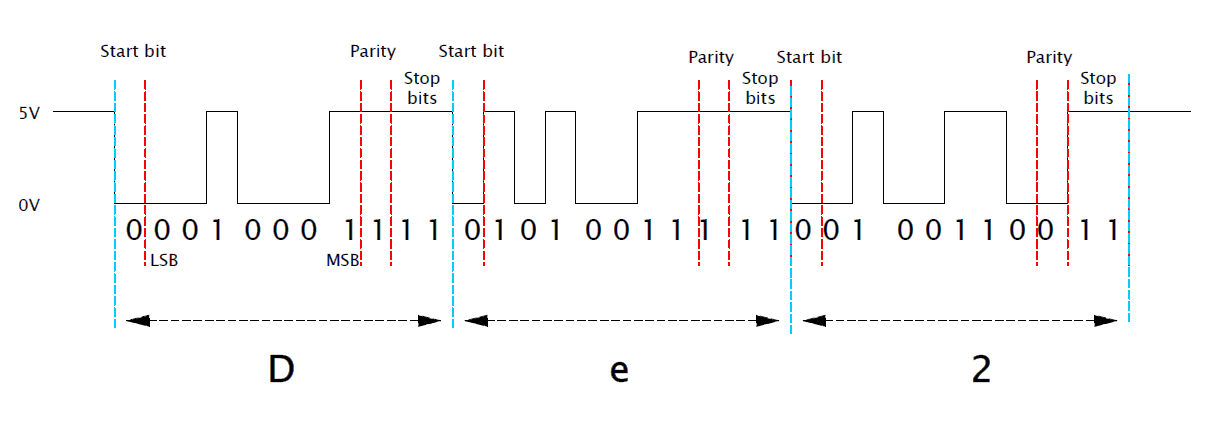 Start bit Parity Start bit Parity Start bit Parity
Stop bits Stop bits Stop bits
5V
0V
0 0 0 1 0 0 0 1 1 1 1 0 1 0 1 0 0 1 1 1 1 1 0 0 1 0 0 1 1 0 0 1 1
LSB MSB
D e 2